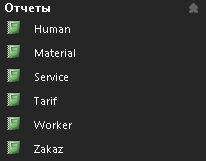 Отчеты
Human
Material
Service
Tarif
Worker
Zakaz